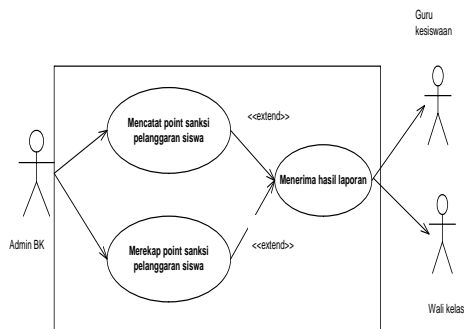 Guru
kesiswaan
Mencatat point sanksi
pelanggaran siswa
<<extend>>
Menerima hasil laporan
Admin BK
Merekap point sanksi
pelanggaran siswa
<<extend>>
Wali kelas